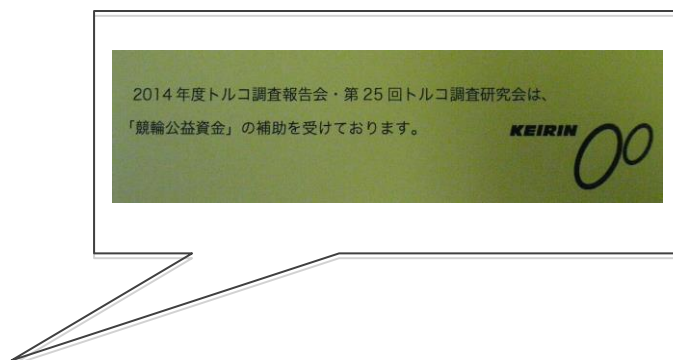 2014年度トルコ調査報告会・第25回トルコ調査研究会は、
「競輪公益資金」の補助を受けております。
KEIRIN